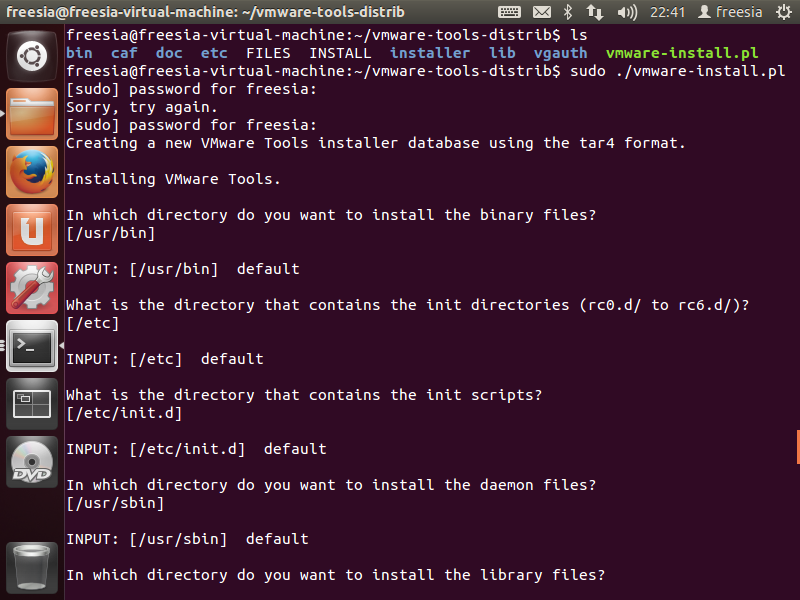 freesia@freesia-virtual-machine: ~/vmware-tools-distrib 22:41 freesia
freesia@freesia-virtual-machine:~/vmware-tools-distrib$ ls
bin caf doc etc FILES INSTALL installer lib vgauth vmware-install.pl
freesia@freesia-virtual-machine:~/vmware-tools-distrib$ sudo ./vmware-install.pl
[sudo] password for freesia:
Sorry, try again.
[sudo] password for freesia:
Creating a new VMware Tools installer database using the tar4 format.
Installing VMware Tools.
In which directory do you want to install the binary files?
[/usr/bin]
INPUT: [/usr/bin]  default
What is the directory that contains the init directories (rc0.d/ to rc6.d/)?
[/etc]
INPUT: [/etc]  default
What is the directory that contains the init scripts?
[/etc/init.d]
INPUT: [/etc/init.d]  default
In which directory do you want to install the daemon files?
[/usr/sbin]
INPUT: [/usr/sbin]  default
In which directory do you want to install the library files?
DVD